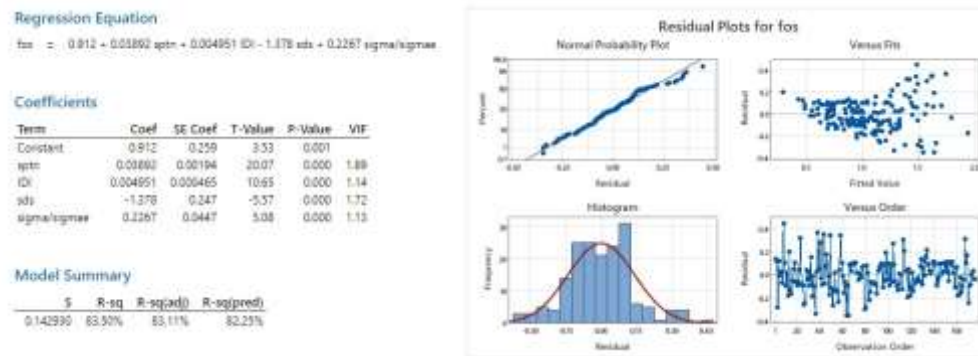 Regression Equation
fos = 0.912 + 0.03892 sptn + 0.004951 IDI - 1.378 sds + 0.2267 sigma/sigmae
Coefficients
Term Coef SE Coef T-Value P-Value VIF
Constant 0.912 0.259 3.53 0.001
sptn 0.03892 0.00194 20.07 0.000 1.89
IDI 0.004951 0.000465 10.65 0.000 1.14
sds -1.378 0.247 -5.57 0.000 1.72
sigma/sigmae 0.2267 0.0447 5.08 0.000 1.13
Model Summary
S R-sq R-sq(adj) R-sq(pred)
0.142930 83.50% 83.11% 82.25%
Residual Plots for fos
Normal Probability Plot
Percent
Residual
Versus Fits
Residual
Fitted Value
Histogram
Frequency
Residual
Versus Order
Residual
Observation Order